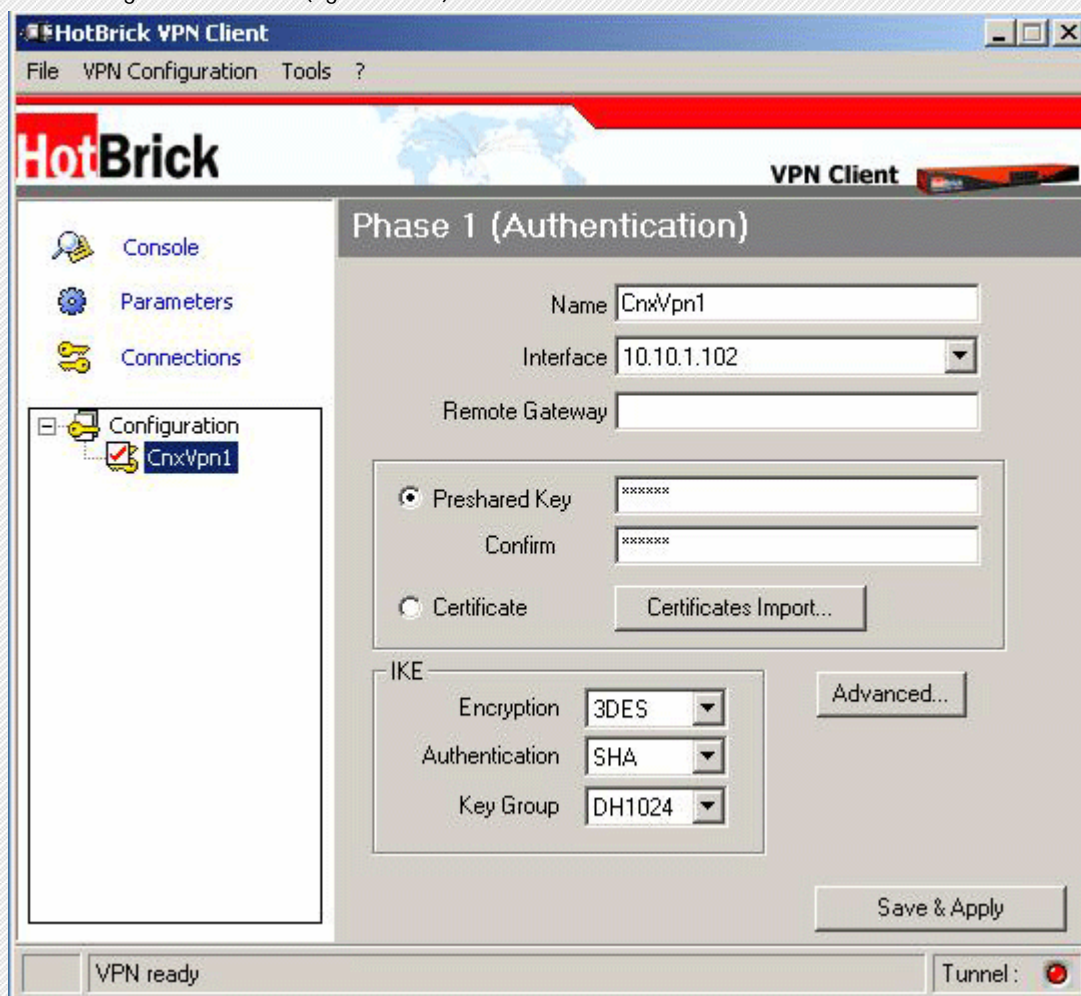 HotBrick VPN Client
File VPN Configuration Tools ?
HotBrick
VPN Client
Console
Parameters
Connections
Configuration
CnxVpn1
Phase 1 (Authentication)
Name CnxVpn1
Interface 10.10.1.102
Remote Gateway
Preshared Key ******
Confirm ******
Certificate Certificates Import...
IKE
Encryption 3DES
Authentication SHA
Key Group DH1024
Advanced...
Save & Apply
VPN ready
Tunnel :